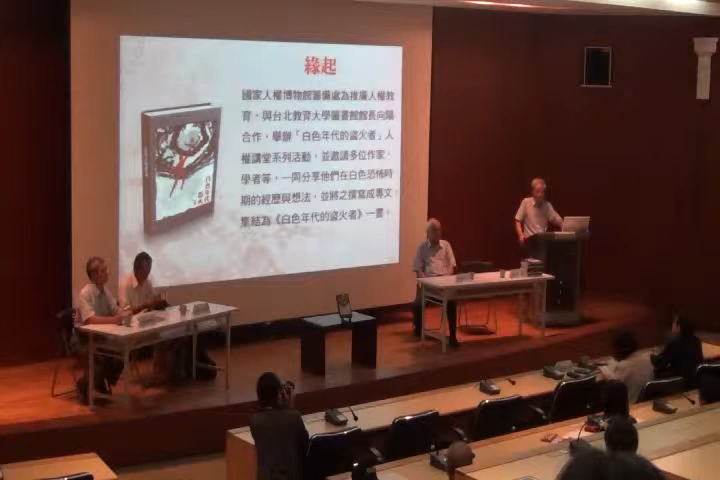 緣起
國家人權博物館籌備處為推廣人權教
育，與台北教育大學圖書館館長向陽
合作，舉辦「白色年代的盜火者」人
權講堂系列活動，並邀請多位作家、
學者等，一同分享他們在白色恐怖時
期的經歷與想法，並將之撰寫成專文
集結為《白色年代的盜火者》一書。
白色年代